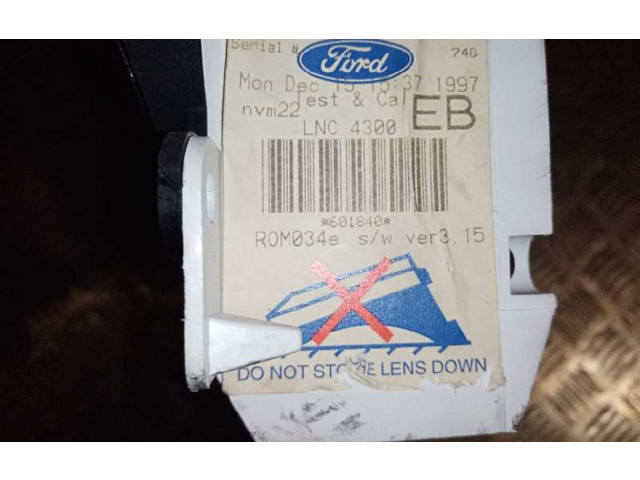 Serial # 746
Ford
Mon Dec 15 15:37 1997
Test & Cal
nvm22
EB
LNC 4300
*601840*
ROM034e s/w ver3.15
DO NOT STORE LENS DOWN